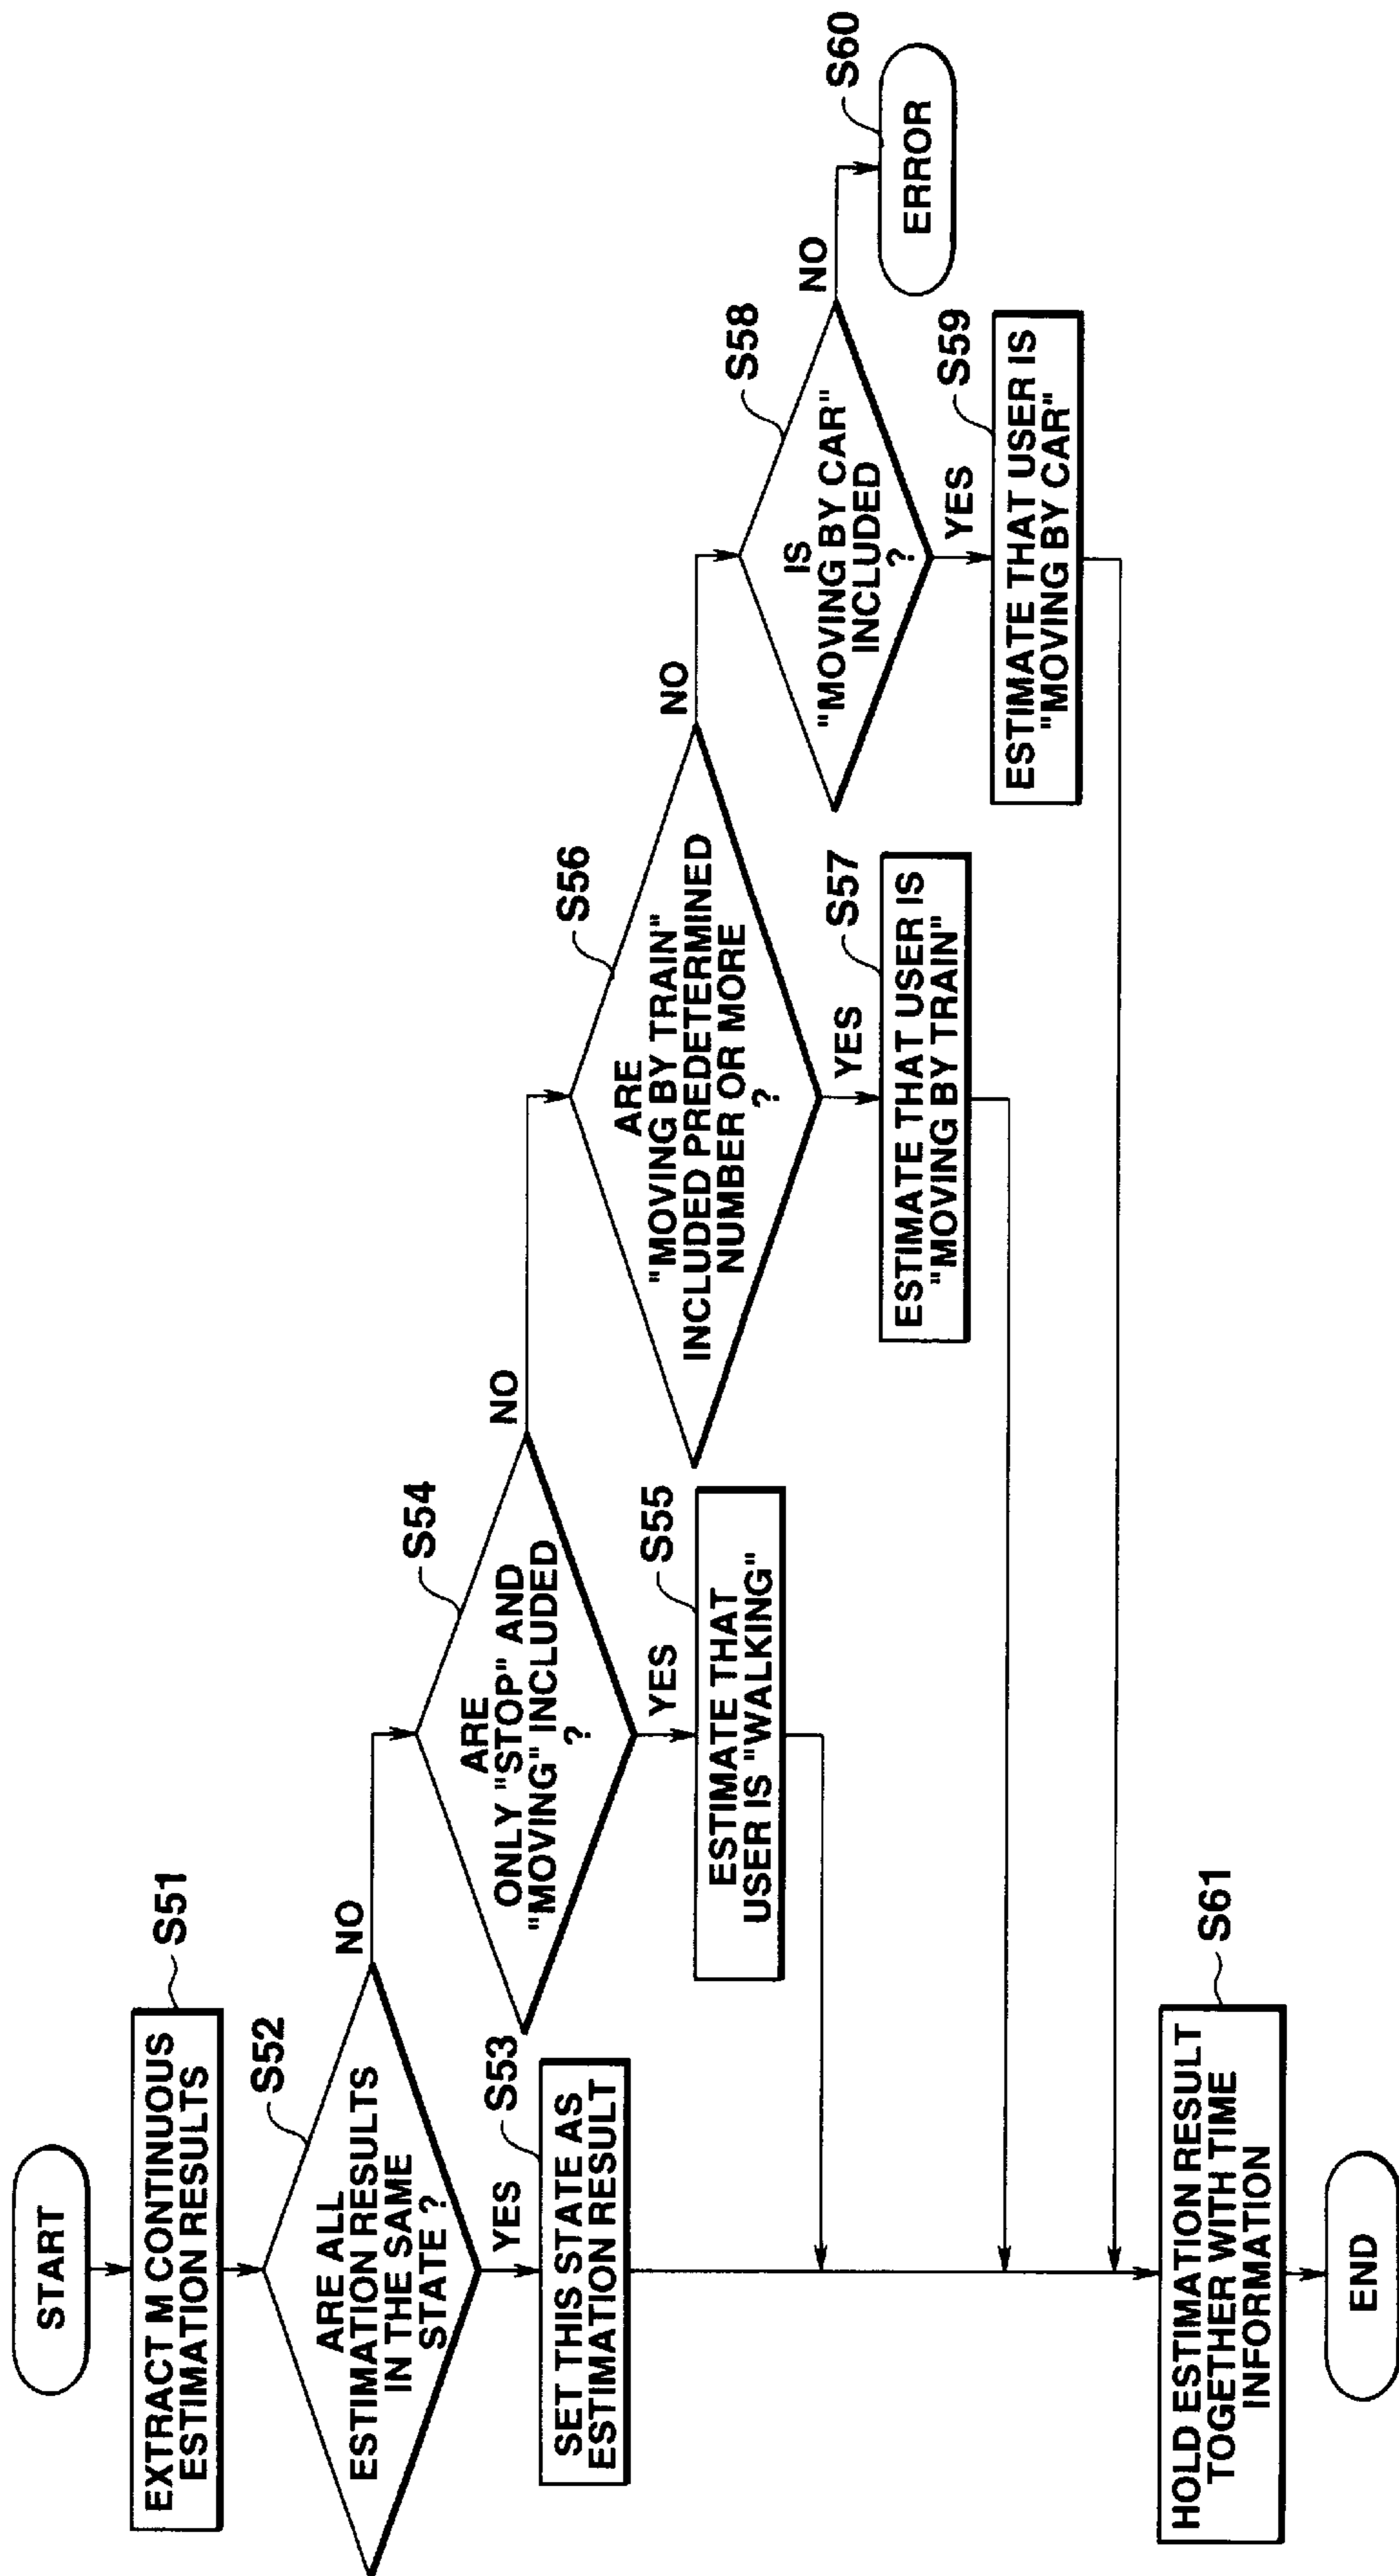 START
EXTRACT M CONTINUOUS
ESTIMATION RESULTS
S51
ARE ALL
ESTIMATION RESULTS
IN THE SAME
STATE ?
S52
NO
YES
SET THIS STATE AS
ESTIMATION RESULT
S53
ARE
ONLY "STOP" AND
"MOVING" INCLUDED
?
S54
NO
YES
ESTIMATE THAT
USER IS "WALKING"
S55
ARE
"MOVING BY TRAIN"
INCLUDED PREDETERMINED
NUMBER OR MORE
?
S56
NO
YES
ESTIMATE THAT USER IS
"MOVING BY TRAIN"
S57
IS
"MOVING BY CAR"
INCLUDED
?
S58
NO
YES
ESTIMATE THAT USER IS
"MOVING BY CAR"
S59
ERROR
S60
HOLD ESTIMATION RESULT
TOGETHER WITH TIME
INFORMATION
S61
END